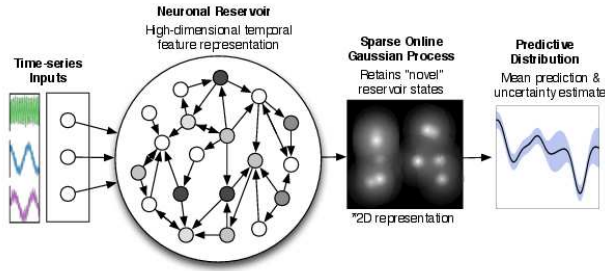 Neuronal Reservoir
High-dimensional temporal
feature representation
Time-series
Inputs
Sparse Online
Gaussian Process
Retains "novel"
reservoir states
*2D representation
Predictive
Distribution
Mean prediction &
uncertainty estimate